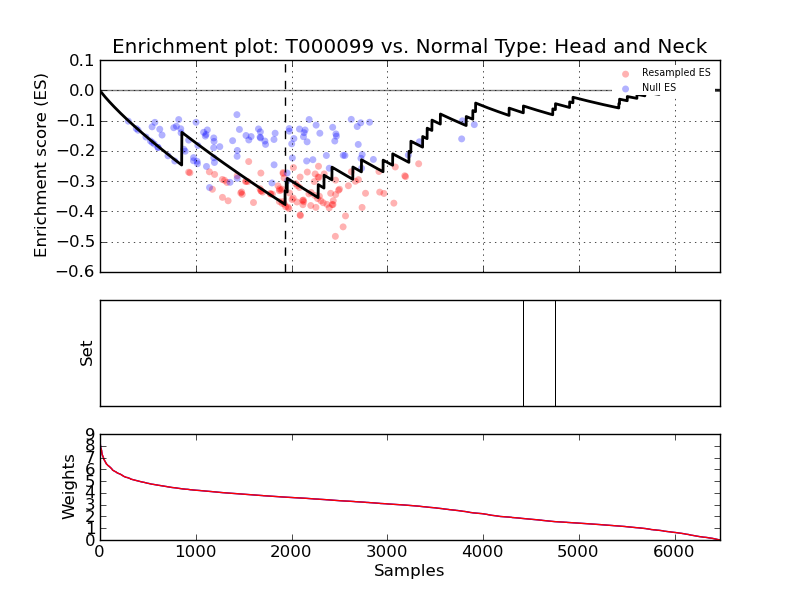 Enrichment plot: T000099 vs. Normal Type: Head and Neck
Enrichment score (ES)
0.1
0.0
−0.1
−0.2
−0.3
−0.4
−0.5
−0.6
Resampled ES
Null ES
Set
Weights
9
8
7
6
5
4
3
2
1
0
0 1000 2000 3000 4000 5000 6000
Samples